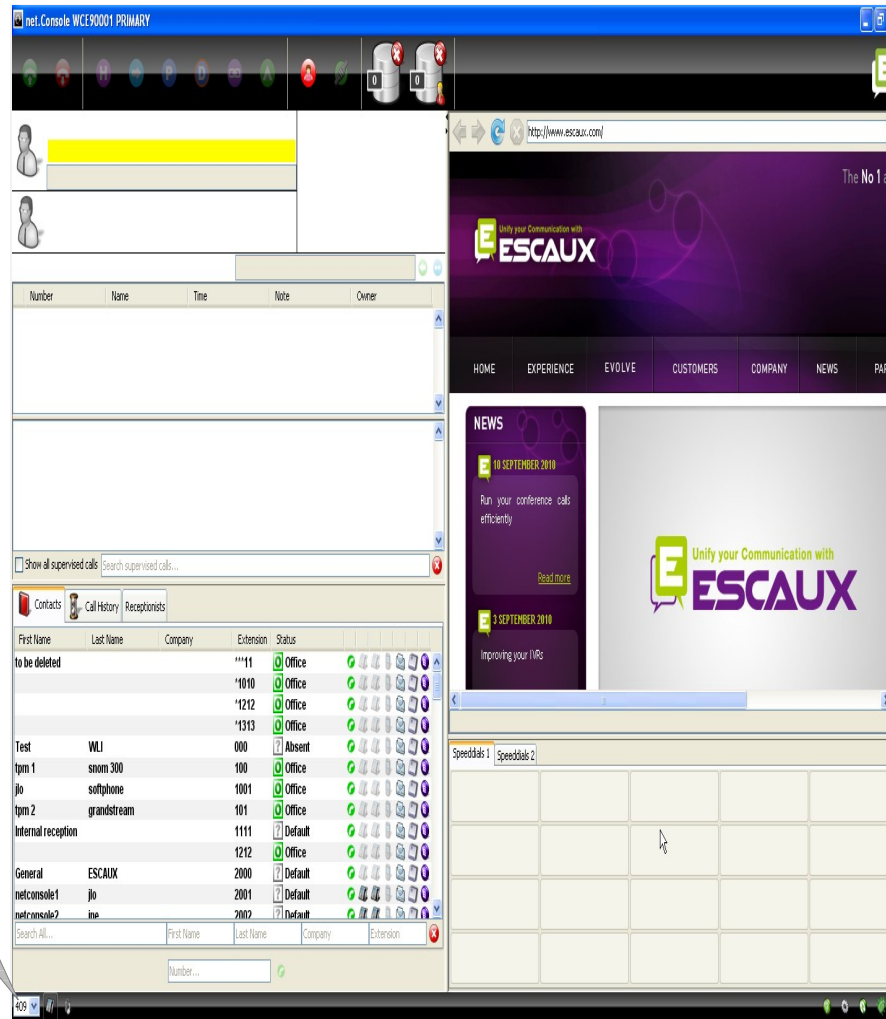 net.Console WCE90001 PRIMARY
H P D
0 0
http://www.escaux.com/
The No 1
Unify your Communication with
ESCAUX
HOME EXPERIENCE EVOLVE CUSTOMERS COMPANY NEWS
Number Name Time Note Owner
NEWS
10 SEPTEMBER 2010
Run your conference calls
efficiently
Read more
3 SEPTEMBER 2010
Improving your IVRs
Unify your Communication with
ESCAUX
Show all supervised calls Search supervised calls...
Contacts Call History Receptionists
First Name Last Name Company Extension Status
to be deleted ***11 O Office
*1010 O Office
*1212 O Office
*1313 O Office
Test WLI 000 ? Absent
tpm 1 snom 300 100 O Office
jlo softphone 1001 O Office
tpm 2 grandstream 101 O Office
Internal reception 1111 ? Default
1212 O Office
General ESCAUX 2000 ? Default
netconsole1 jlo 2001 ? Default
netconsole2 2002 ? Default
Search All... First Name Last Name Company Extension
Number...
409
Speeddials 1 Speeddials 2